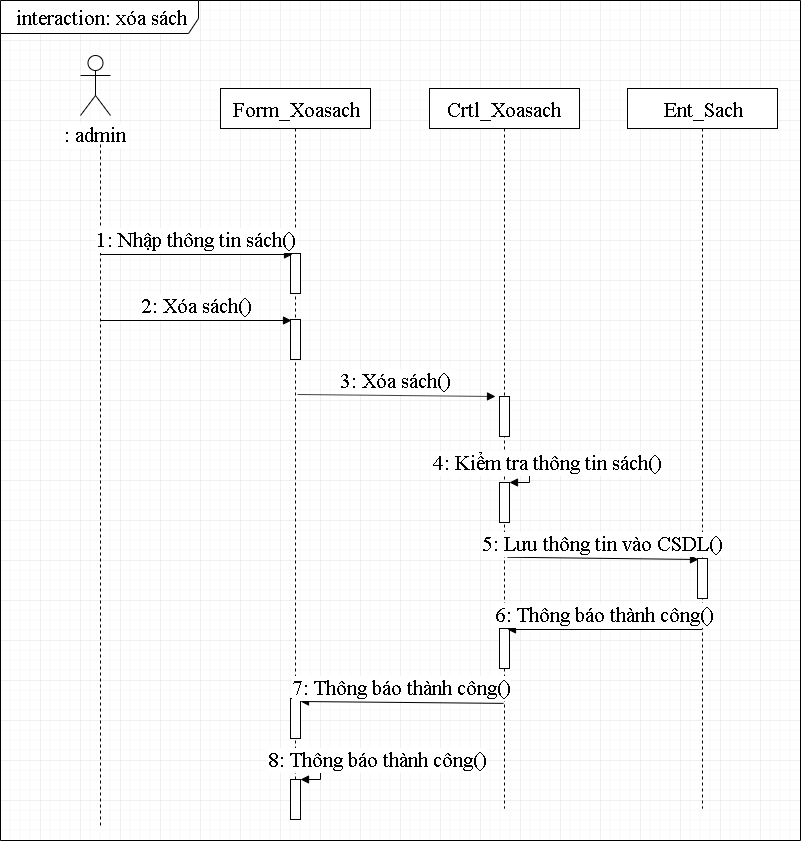 interaction: xóa sách
: admin
Form_Xoasach
Crtl_Xoasach
Ent_Sach
1: Nhập thông tin sách()
2: Xóa sách()
3: Xóa sách()
4: Kiểm tra thông tin sách()
5: Lưu thông tin vào CSDL()
6: Thông báo thành công()
7: Thông báo thành công()
8: Thông báo thành công()